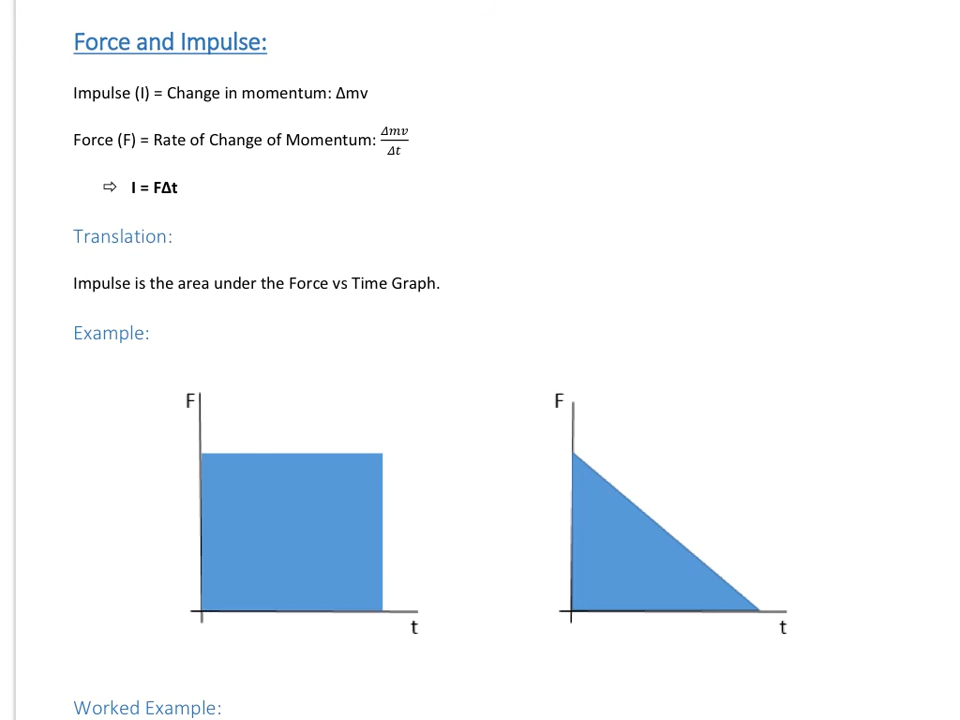 Force and Impulse:
Impulse (I) = Change in momentum: Δmv
Force (F) = Rate of Change of Momentum: Δmv/Δt
⇨ I = FΔt
Translation:
Impulse is the area under the Force vs Time Graph.
Example:
F F
t t
Worked Example: